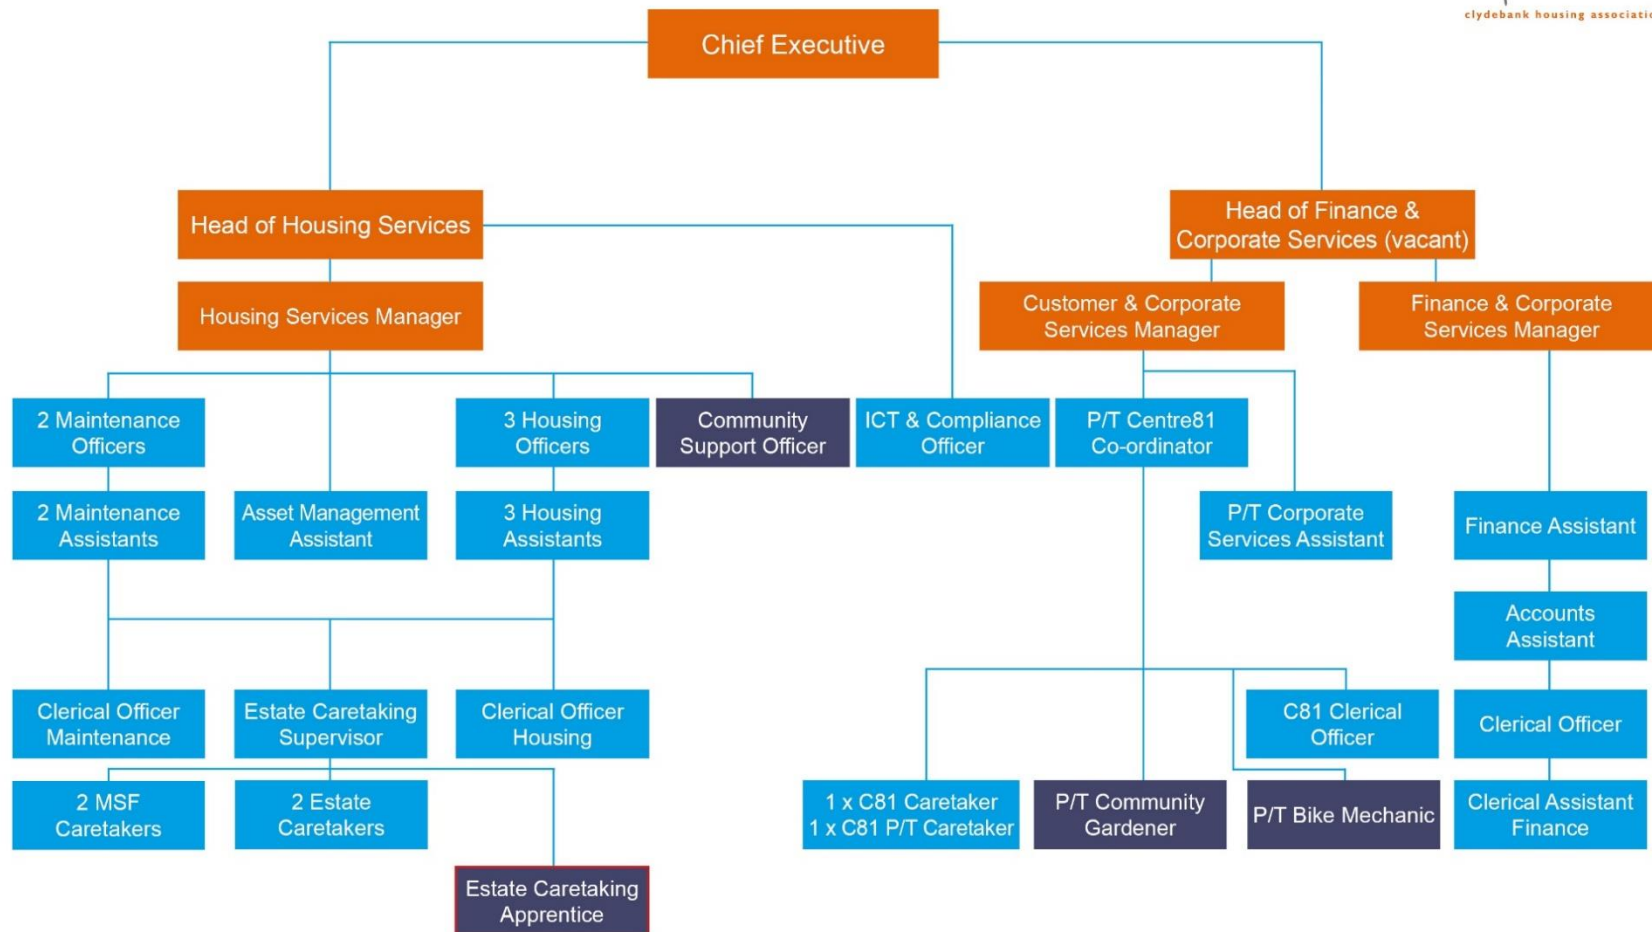 clydebank housing associatio
Chief Executive
Head of Housing Services
Head of Finance &
Corporate Services (vacant)
Housing Services Manager
Customer & Corporate
Services Manager
Finance & Corporate
Services Manager
2 Maintenance
Officers
3 Housing
Officers
Community
Support Officer
ICT & Compliance
Officer
P/T Centre81
Co-ordinator
2 Maintenance
Assistants
Asset Management
Assistant
3 Housing
Assistants
P/T Corporate
Services Assistant
Finance Assistant
Accounts
Assistant
Clerical Officer
Maintenance
Estate Caretaking
Supervisor
Clerical Officer
Housing
C81 Clerical
Officer
Clerical Officer
2 MSF
Caretakers
2 Estate
Caretakers
1 x C81 Caretaker
1 x C81 P/T Caretaker
P/T Community
Gardener
P/T Bike Mechanic
Clerical Assistant
Finance
Estate Caretaking
Apprentice